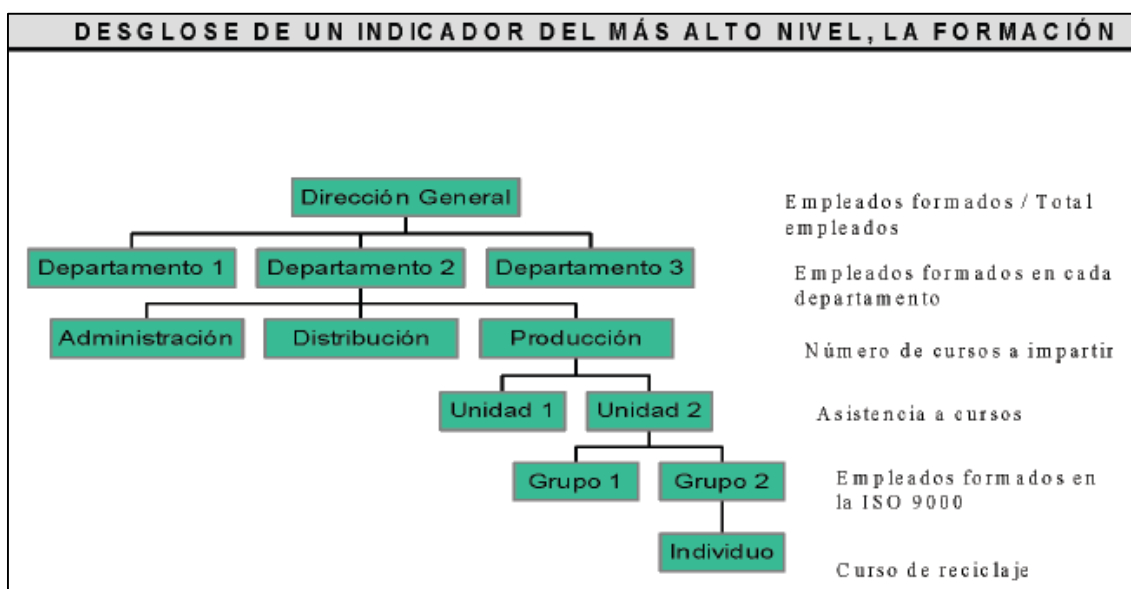 DESGLOSE DE UN INDICADOR DEL MÁS ALTO NIVEL, LA FORMACIÓN
Dirección General
Empleados formados / Total
empleados
Departamento 1
Departamento 2
Departamento 3
Empleados formados en cada
departamento
Administración
Distribución
Producción
Número de cursos a impartir
Unidad 1
Unidad 2
Asistencia a cursos
Grupo 1
Grupo 2
Empleados formados en
la ISO 9000
Individuo
Curso de reciclaje